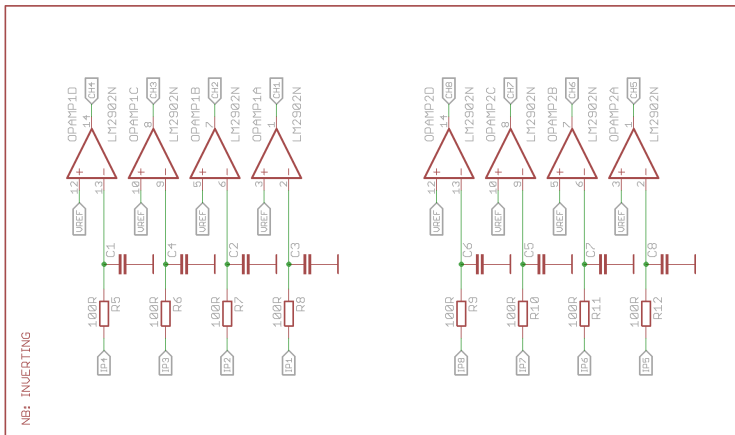 CH4
CH3
CH2
CH1
CH8
CH7
CH6
CH5
OPAMP1D
14
LM2902N
OPAMP1C
8
LM2902N
OPAMP1B
7
LM2902N
OPAMP1A
1
LM2902N
OPAMP2D
14
LM2902N
OPAMP2C
8
LM2902N
OPAMP2B
7
LM2902N
OPAMP2A
1
LM2902N
+ -
+ -
+ -
+ -
+ -
+ -
+ -
+ -
12 13
10 9
5 6
3 2
12 13
10 9
5 6
3 2
VREF
VREF
VREF
VREF
VREF
VREF
VREF
VREF
C1
C4
C2
C3
C6
C5
C7
C8
100R R5
100R R6
100R R7
100R R8
100R R9
100R R10
100R R11
100R R12
IP4
IP3
IP2
IP1
IP8
IP7
IP6
IP5
NB: INVERTING